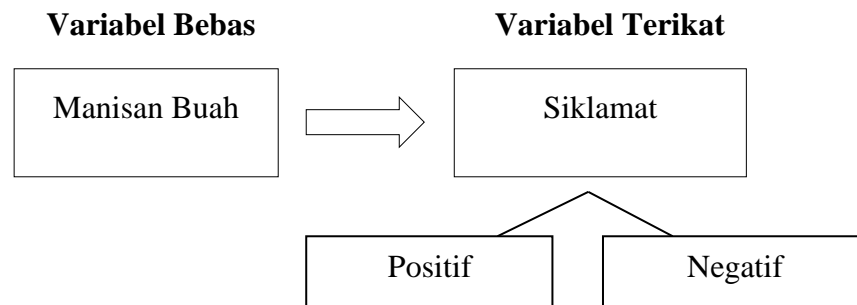 Variabel Bebas
Variabel Terikat
Manisan Buah
Siklamat
Positif
Negatif